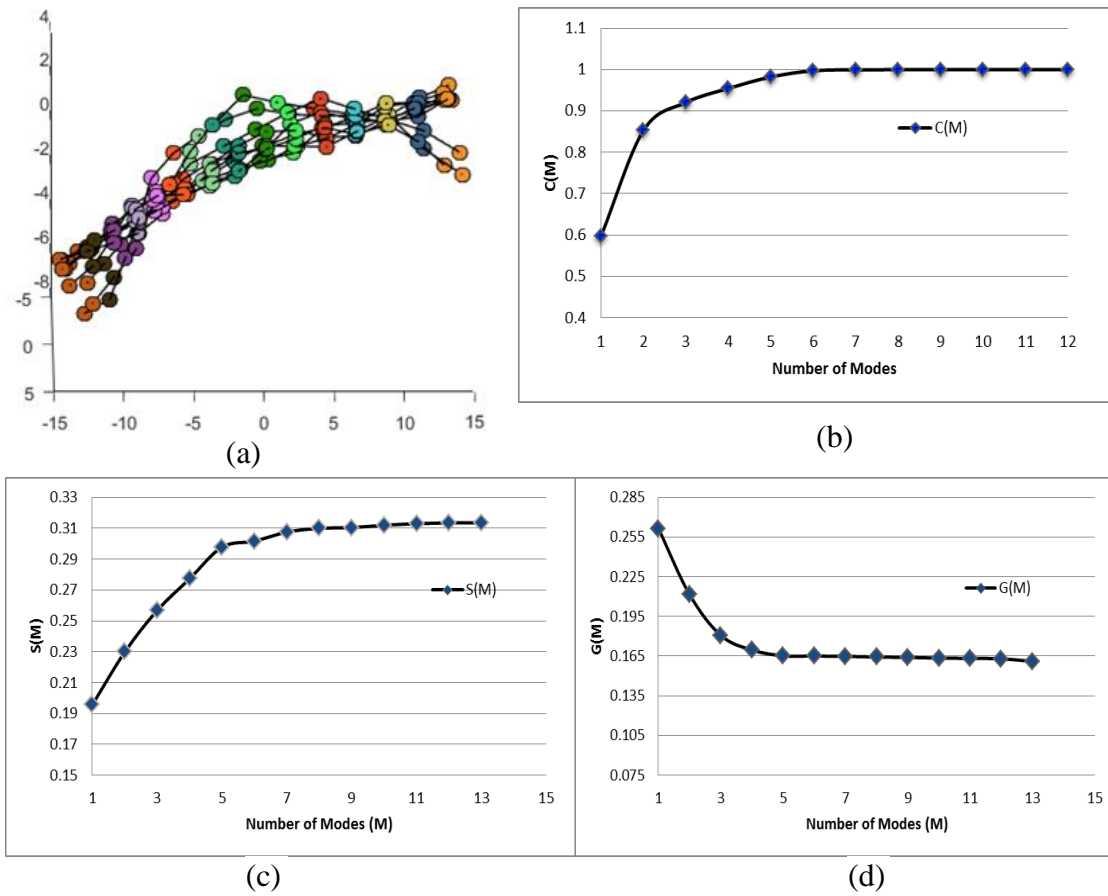 4
2
0
-2
-4
-6
-8
-5
0
5
-15 -10 -5 0 5 10 15
(a)
1.1
1
0.9
0.8
0.7
0.6
0.5
0.4
C(M)
C(M)
1 2 3 4 5 6 7 8 9 10 11 12
Number of Modes
(b)
0.33
0.31
0.29
0.27
0.25
0.23
0.21
0.19
0.17
0.15
S(M)
S(M)
1 3 5 7 9 11 13 15
Number of Modes (M)
(c)
0.285
0.255
0.225
0.195
0.165
0.135
0.105
0.075
G(M)
G(M)
1 3 5 7 9 11 13 15
Number of Modes (M)
(d)